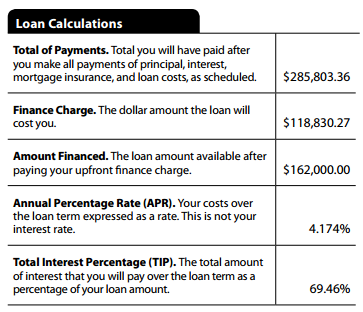 Loan Calculations
Total of Payments. Total you will have paid after
you make all payments of principal, interest,
mortgage insurance, and loan costs, as scheduled. $285,803.36
Finance Charge. The dollar amount the loan will
cost you. $118,830.27
Amount Financed. The loan amount available after
paying your upfront finance charge. $162,000.00
Annual Percentage Rate (APR). Your costs over
the loan term expressed as a rate. This is not your
interest rate. 4.174%
Total Interest Percentage (TIP). The total amount
of interest that you will pay over the loan term as a
percentage of your loan amount. 69.46%